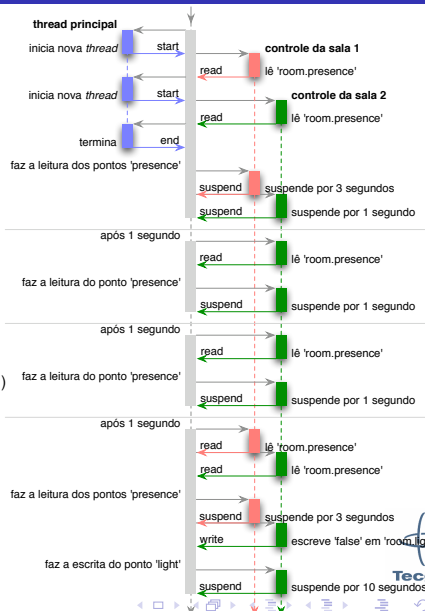 thread principal
inicia nova thread
start
controle da sala 1
read
lê 'room.presence'
inicia nova thread
start
controle da sala 2
read
lê 'room.presence'
termina
end
faz a leitura dos pontos 'presence'
suspend
suspende por 3 segundos
suspend
suspende por 1 segundo
após 1 segundo
read
lê 'room.presence'
faz a leitura do ponto 'presence'
suspend
suspende por 1 segundo
após 1 segundo
read
lê 'room.presence'
)
faz a leitura do ponto 'presence'
suspend
suspende por 1 segundo
após 1 segundo
read
lê 'room.presence'
read
lê 'room.presence'
faz a leitura dos pontos 'presence'
suspend
suspende por 3 segundos
write
escreve 'false' em 'room.lig
faz a escrita do ponto 'light'
Tec
suspend
suspende por 10 segundos